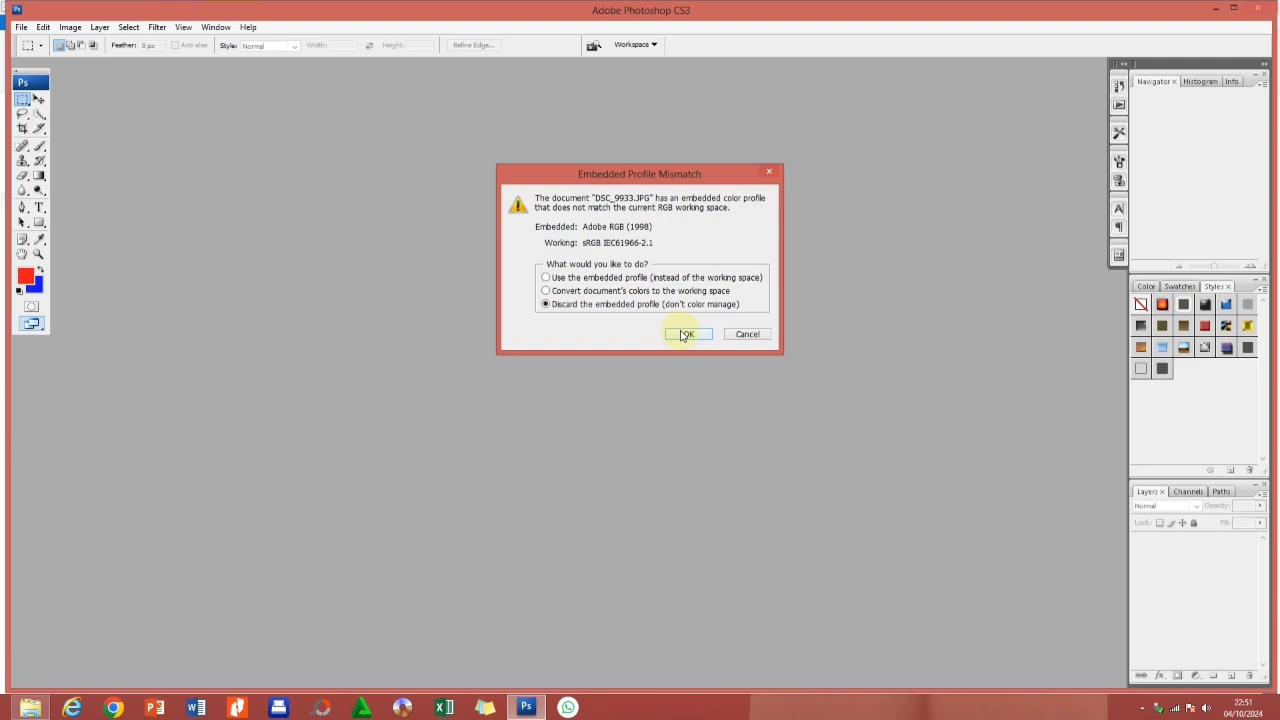 Ps
Adobe Photoshop CS3
File Edit Image Layer Select Filter View Window Help
Feather: 0 px Anti-alias Style: Normal Width: Height: Refine Edge... Workspace
Ps
Navigator Histogram Info
Embedded Profile Mismatch
The document "DSC_9933.JPG" has an embedded color profile
that does not match the current RGB working space.
Embedded: Adobe RGB (1998)
Working: sRGB IEC61966-2.1
What would you like to do?
Use the embedded profile (instead of the working space)
Convert document's colors to the working space
Discard the embedded profile (don't color manage)
OK Cancel
Color Swatches Styles
Layers Channels Paths
Normal Opacity:
Lock: Fill:
Ps
22:51
04/10/2024